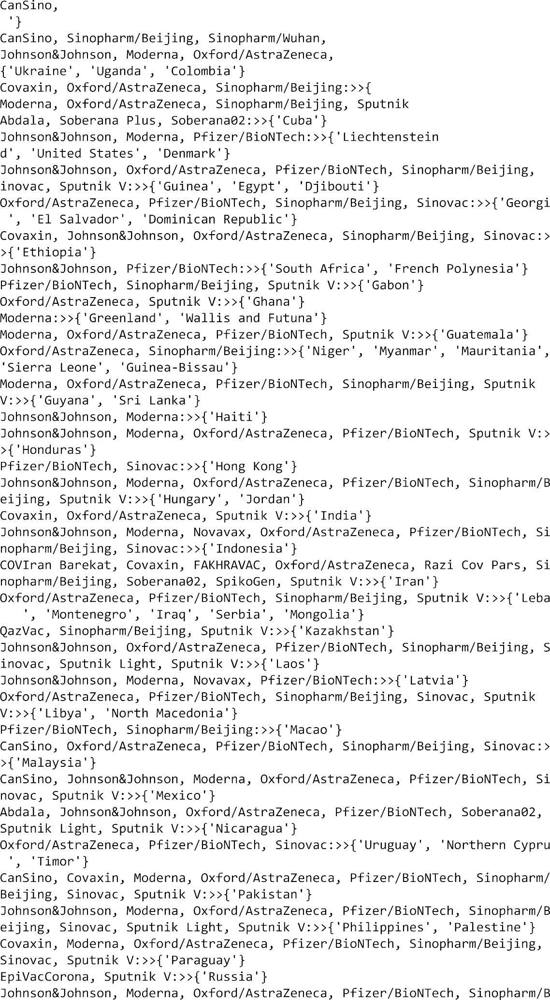 CanSino,
'}
CanSino, Sinopharm/Beijing, Sinopharm/Wuhan,
Johnson&Johnson, Moderna, Oxford/AstraZeneca,
{'Ukraine', 'Uganda', 'Colombia'}
Covaxin, Oxford/AstraZeneca, Sinopharm/Beijing:>>{
Moderna, Oxford/AstraZeneca, Sinopharm/Beijing, Sputnik
Abdala, Soberana Plus, Soberana02:>>{'Cuba'}
Johnson&Johnson, Moderna, Pfizer/BioNTech:>>{'Liechtenstein
d', 'United States', 'Denmark'}
Johnson&Johnson, Oxford/AstraZeneca, Pfizer/BioNTech, Sinopharm/Beijing,
inovac, Sputnik V:>>{'Guinea', 'Egypt', 'Djibouti'}
Oxford/AstraZeneca, Pfizer/BioNTech, Sinopharm/Beijing, Sinovac:>>{'Georgi
', 'El Salvador', 'Dominican Republic'}
Covaxin, Johnson&Johnson, Oxford/AstraZeneca, Sinopharm/Beijing, Sinovac:>
>{'Ethiopia'}
Johnson&Johnson, Pfizer/BioNTech:>>{'South Africa', 'French Polynesia'}
Pfizer/BioNTech, Sinopharm/Beijing, Sputnik V:>>{'Gabon'}
Oxford/AstraZeneca, Sputnik V:>>{'Ghana'}
Moderna:>>{'Greenland', 'Wallis and Futuna'}
Moderna, Oxford/AstraZeneca, Pfizer/BioNTech, Sputnik V:>>{'Guatemala'}
Oxford/AstraZeneca, Sinopharm/Beijing:>>{'Niger', 'Myanmar', 'Mauritania',
'Sierra Leone', 'Guinea-Bissau'}
Moderna, Oxford/AstraZeneca, Pfizer/BioNTech, Sinopharm/Beijing, Sputnik
V:>>{'Guyana', 'Sri Lanka'}
Johnson&Johnson, Moderna:>>{'Haiti'}
Johnson&Johnson, Moderna, Oxford/AstraZeneca, Pfizer/BioNTech, Sputnik V:>
>{'Honduras'}
Pfizer/BioNTech, Sinovac:>>{'Hong Kong'}
Johnson&Johnson, Moderna, Oxford/AstraZeneca, Pfizer/BioNTech, Sinopharm/B
eijing, Sputnik V:>>{'Hungary', 'Jordan'}
Covaxin, Oxford/AstraZeneca, Sputnik V:>>{'India'}
Johnson&Johnson, Moderna, Novavax, Oxford/AstraZeneca, Pfizer/BioNTech, Si
nopharm/Beijing, Sinovac:>>{'Indonesia'}
COVIran Barekat, Covaxin, FAKHRAVAC, Oxford/AstraZeneca, Razi Cov Pars, Si
nopharm/Beijing, Soberana02, SpikoGen, Sputnik V:>>{'Iran'}
Oxford/AstraZeneca, Pfizer/BioNTech, Sinopharm/Beijing, Sputnik V:>>{'Leba
', 'Montenegro', 'Iraq', 'Serbia', 'Mongolia'}
QazVac, Sinopharm/Beijing, Sputnik V:>>{'Kazakhstan'}
Johnson&Johnson, Oxford/AstraZeneca, Pfizer/BioNTech, Sinopharm/Beijing, S
inovac, Sputnik Light, Sputnik V:>>{'Laos'}
Johnson&Johnson, Moderna, Novavax, Pfizer/BioNTech:>>{'Latvia'}
Oxford/AstraZeneca, Pfizer/BioNTech, Sinopharm/Beijing, Sinovac, Sputnik
V:>>{'Libya', 'North Macedonia'}
Pfizer/BioNTech, Sinopharm/Beijing:>>{'Macao'}
CanSino, Oxford/AstraZeneca, Pfizer/BioNTech, Sinopharm/Beijing, Sinovac:>
>{'Malaysia'}
CanSino, Johnson&Johnson, Moderna, Oxford/AstraZeneca, Pfizer/BioNTech, Si
novac, Sputnik V:>>{'Mexico'}
Abdala, Johnson&Johnson, Oxford/AstraZeneca, Pfizer/BioNTech, Soberana02,
Sputnik Light, Sputnik V:>>{'Nicaragua'}
Oxford/AstraZeneca, Pfizer/BioNTech, Sinovac:>>{'Uruguay', 'Northern Cypru
', 'Timor'}
CanSino, Covaxin, Moderna, Oxford/AstraZeneca, Pfizer/BioNTech, Sinopharm/
Beijing, Sinovac, Sputnik V:>>{'Pakistan'}
Johnson&Johnson, Moderna, Oxford/AstraZeneca, Pfizer/BioNTech, Sinopharm/B
eijing, Sinovac, Sputnik Light, Sputnik V:>>{'Philippines', 'Palestine'}
Covaxin, Moderna, Oxford/AstraZeneca, Pfizer/BioNTech, Sinopharm/Beijing,
Sinovac, Sputnik V:>>{'Paraguay'}
EpiVacCorona, Sputnik V:>>{'Russia'}
Johnson&Johnson, Moderna, Oxford/AstraZeneca, Pfizer/BioNTech, Sinopharm/B